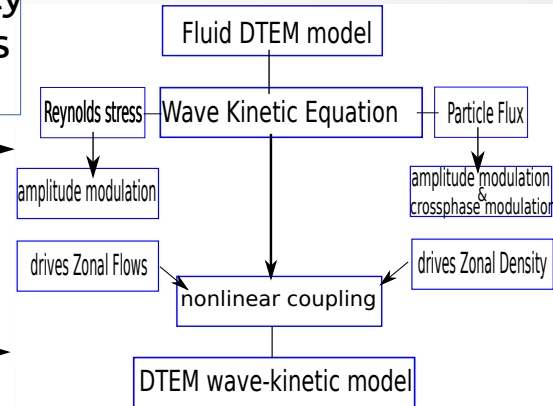 Fluid DTEM model
Reynolds stress
Wave Kinetic Equation
Particle Flux
amplitude modulation
amplitude modulation
&
crossphase modulation
drives Zonal Flows
drives Zonal Density
nonlinear coupling
DTEM wave-kinetic model